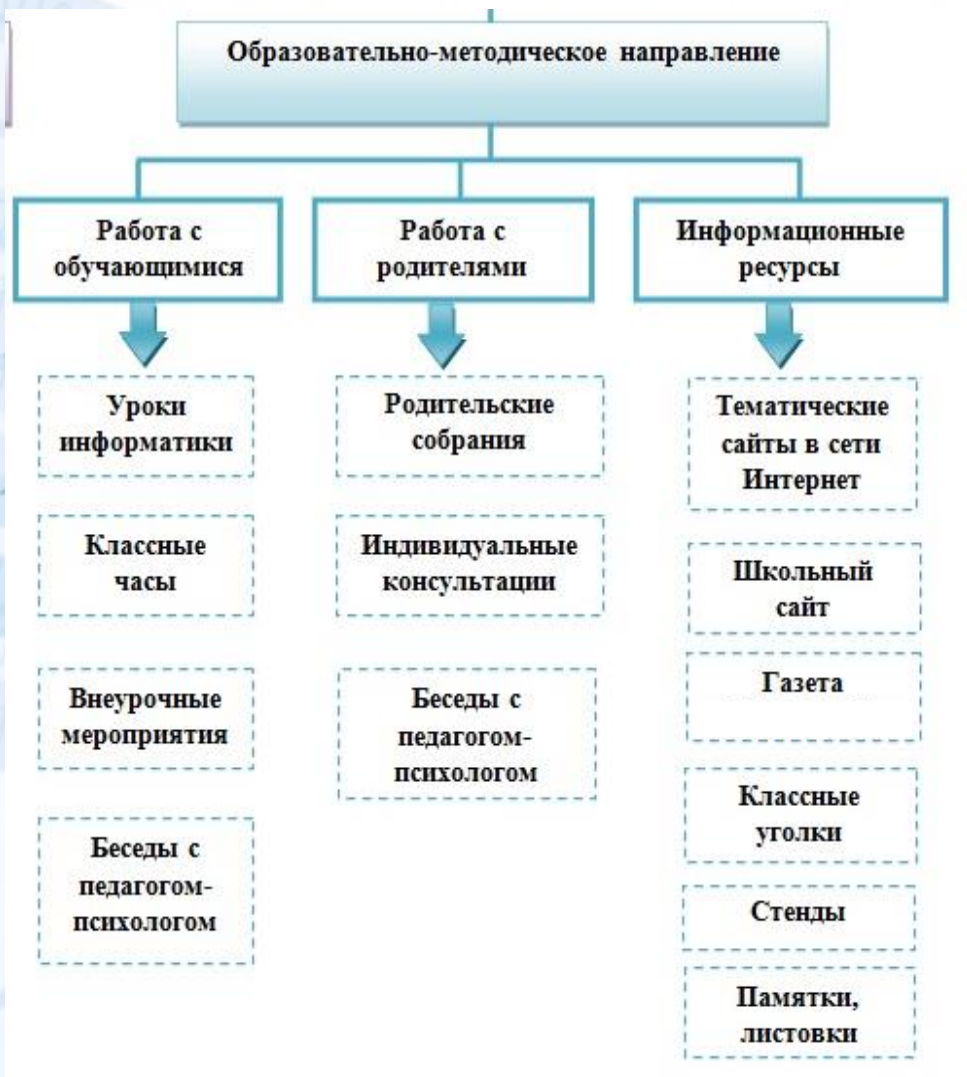 Образовательно-методическое направление
Работа с
обучающимися
Уроки
информатики
Классные
часы
Внеурочные
мероприятия
Беседы с
педагогом-
психологом
Работа с
родителями
Родительские
собрания
Индивидуальные
консультации
Беседы с
педагогом-
психологом
Информационные
ресурсы
Тематические
сайты в сети
Интернет
Школьный
сайт
Газета
Классные
уголки
Стенды
Памятки,
листовки